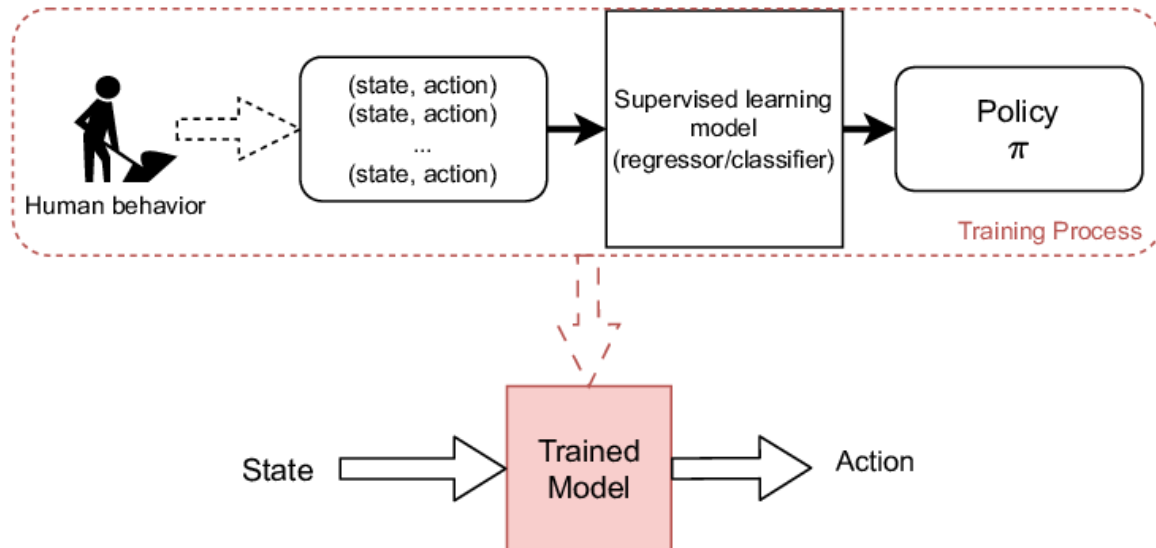 (state, action)
(state, action)
...
(state, action)
Human behavior
Supervised learning
model
(regressor/classifier)
Policy
π
Training Process
State
Trained
Model
Action